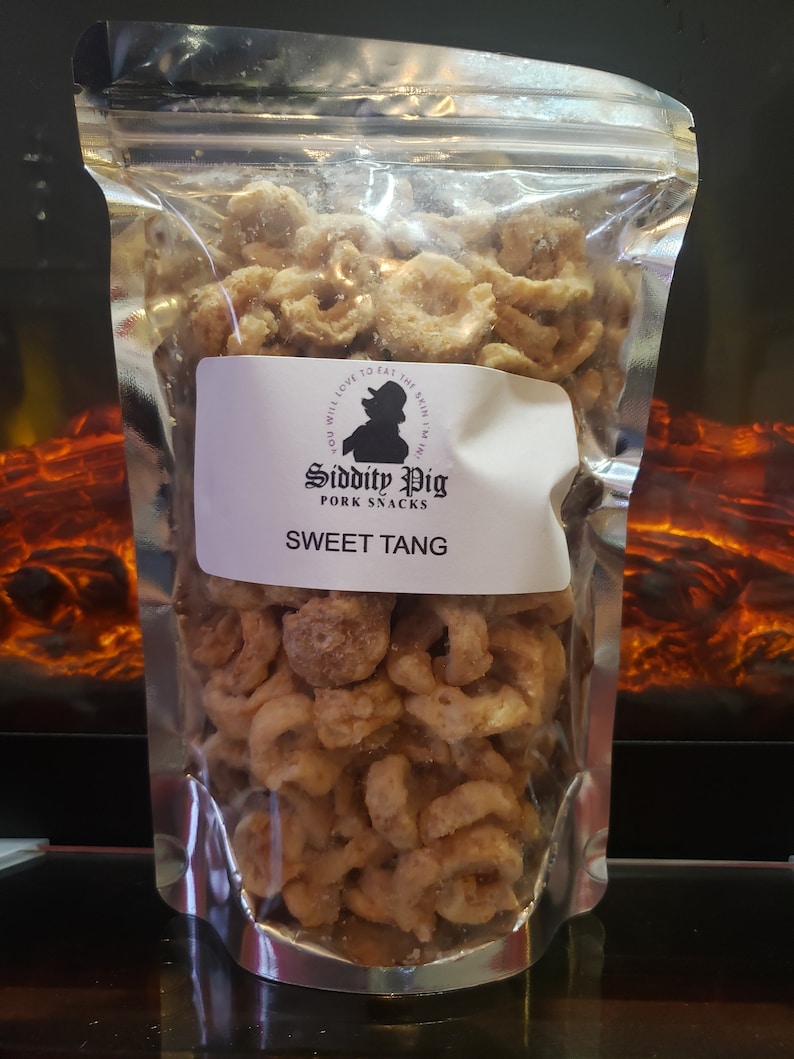 YOU WILL LOVE TO EAT THE SKIN I'M IN!
Siddity Pig
PORK SNACKS
SWEET TANG